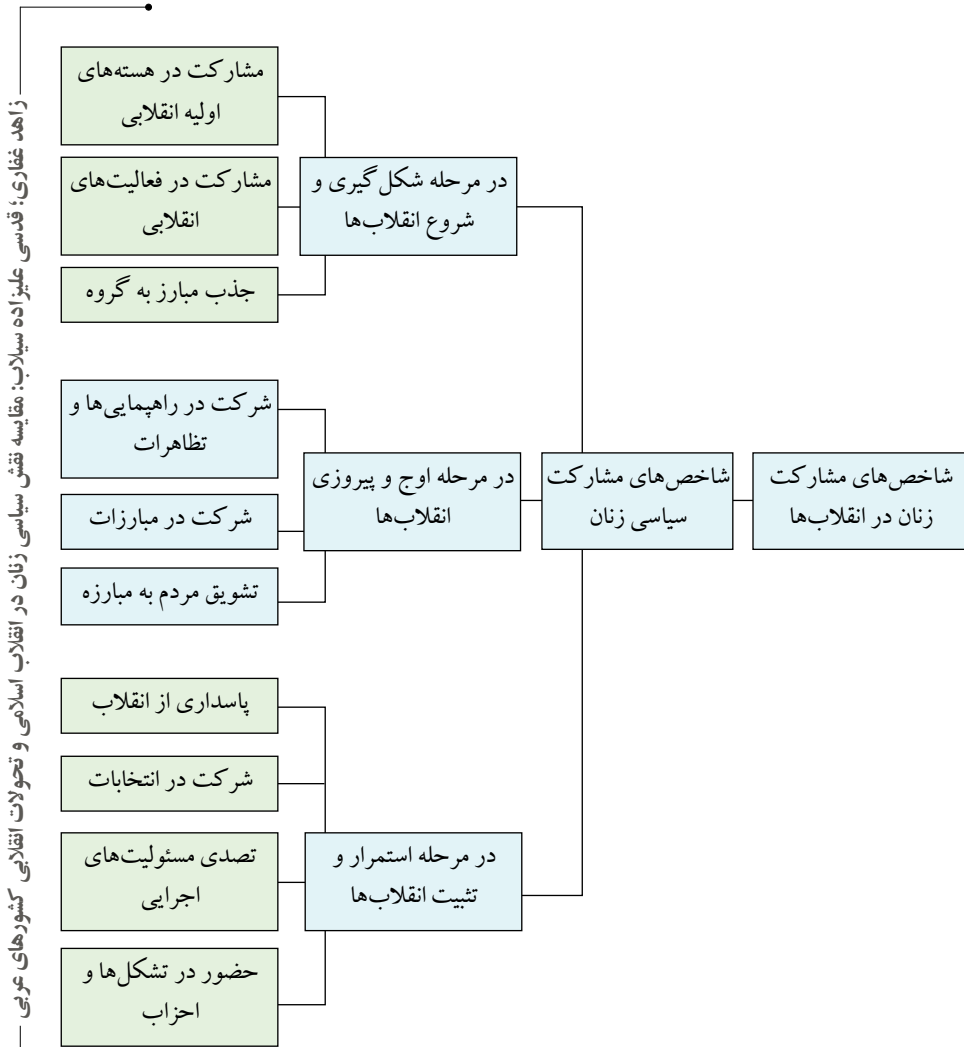 زاهد غفاری؛ قدسی علیزاده سیلاب: مقایسه نقش سیاسی زنان در انقلاب اسلامی و تحولات انقلابی کشورهای عربی
شاخص‌های مشارکت
زنان در انقلاب‌ها
شاخص‌های مشارکت
سیاسی زنان
در مرحله شکل‌گیری و
شروع انقلاب‌ها
مشارکت در هسته‌های
اولیه انقلابی
مشارکت در فعالیت‌های
انقلابی
جذب مبارز به گروه
در مرحله اوج و پیروزی
انقلاب‌ها
شرکت در راهپمایی‌ها و
تظاهرات
شرکت در مبارزات
تشویق مردم به مبارزه
در مرحله استمرار و
تثبیت انقلاب‌ها
پاسداری از انقلاب
شرکت در انتخابات
تصدی مسئولیت‌های
اجرایی
حضور در تشکل‌ها و
احزاب